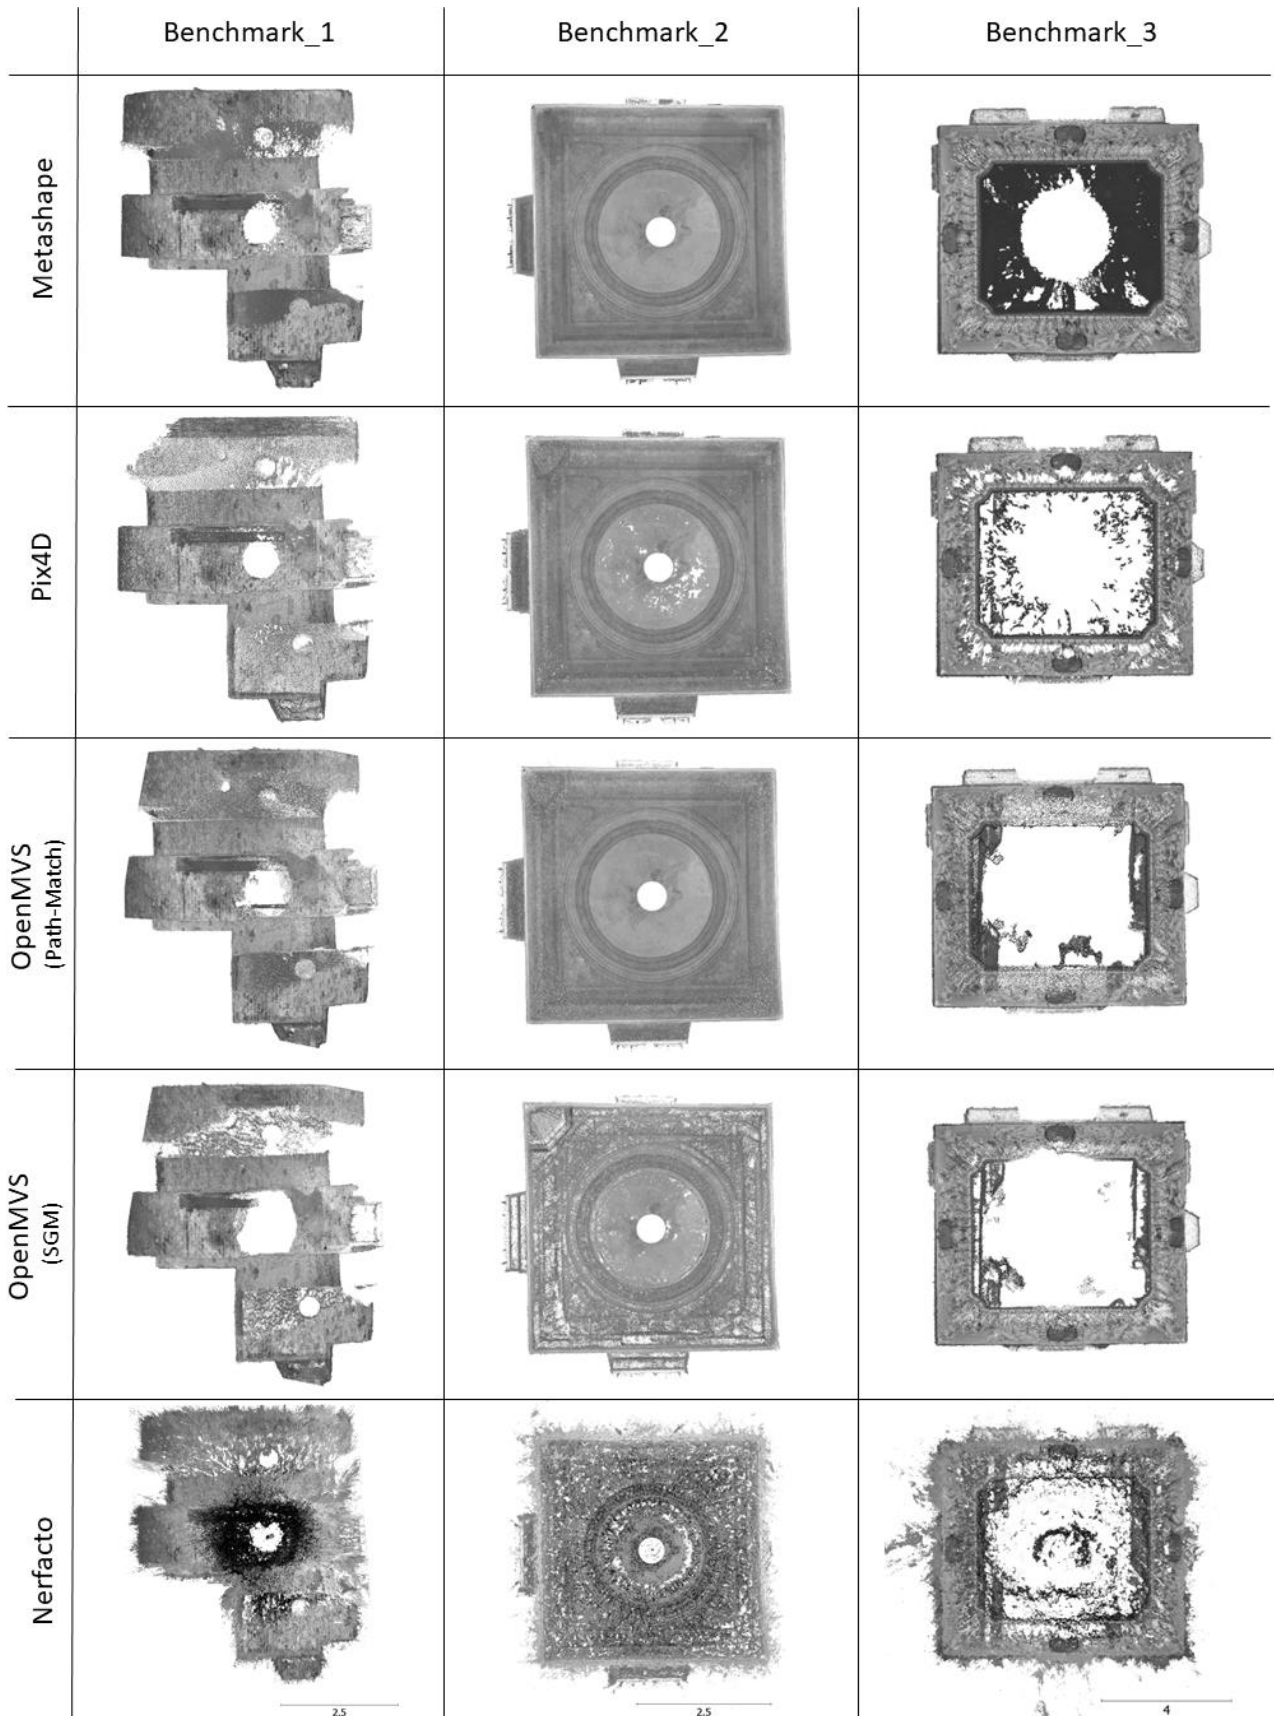 Benchmark_1 Benchmark_2 Benchmark_3
Metashape
Pix4D
OpenMVS
(Path-Match)
OpenMVS
(SGM)
Nerfacto
2.5 2.5 4